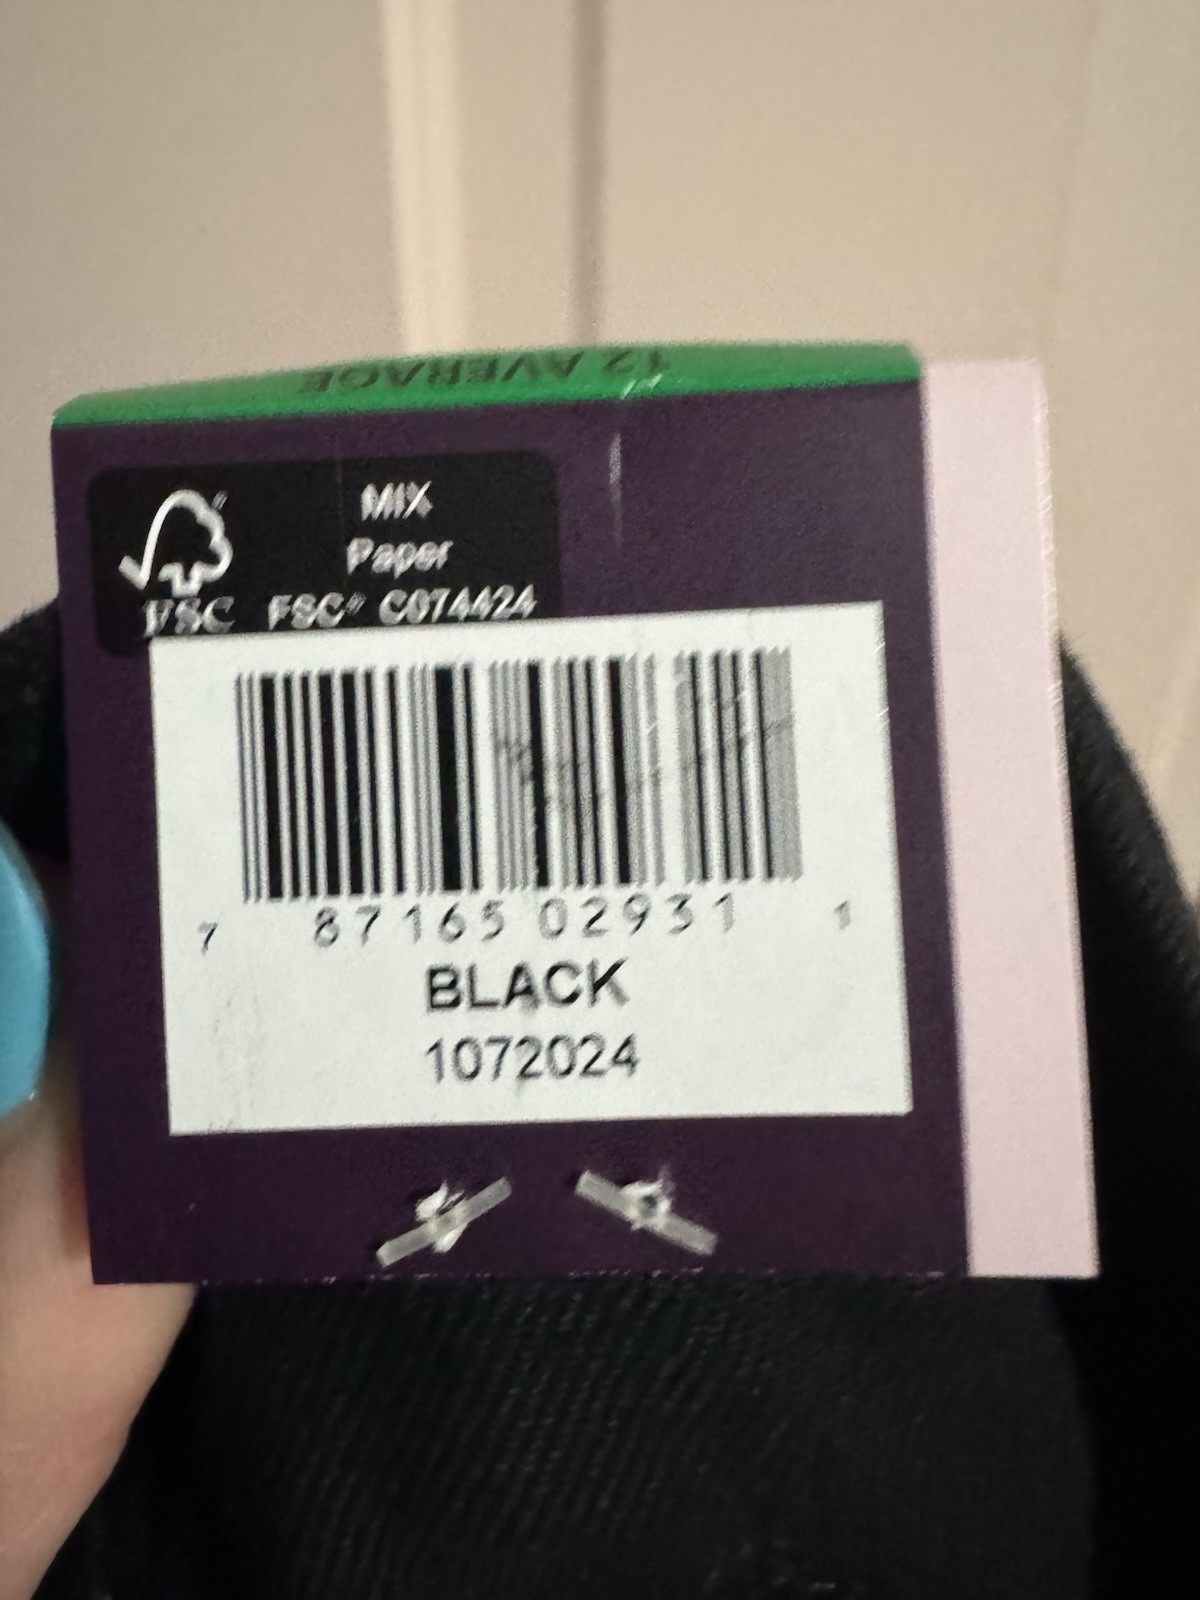 12 AVERAGE
MIX
Paper
FSC FSC® C074424
7 87165 02931 1
BLACK
1072024